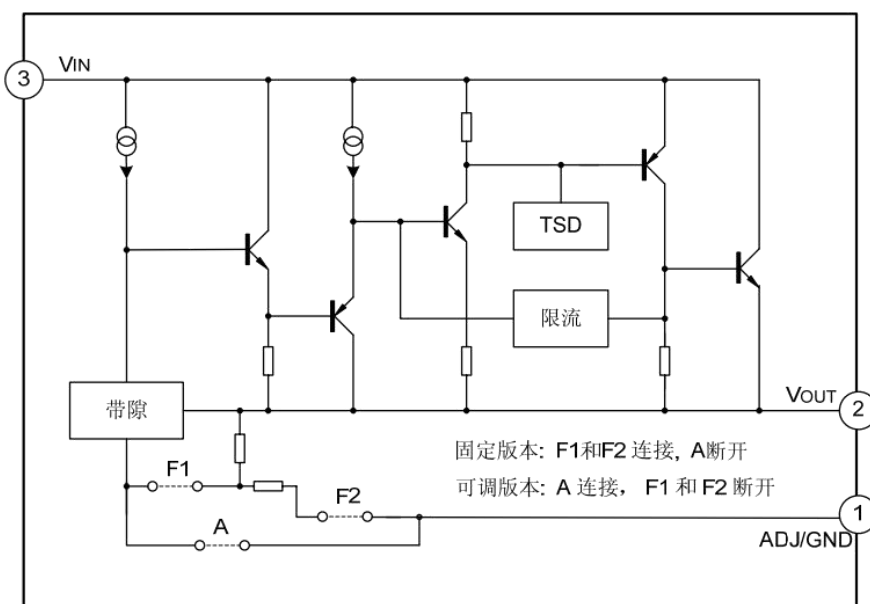 VIN
3
TSD
限流
带隙
VOUT
2
固定版本: F1和F2 连接, A断开
F1
可调版本: A 连接, F1 和 F2 断开
F2
1
A
ADJ/GND